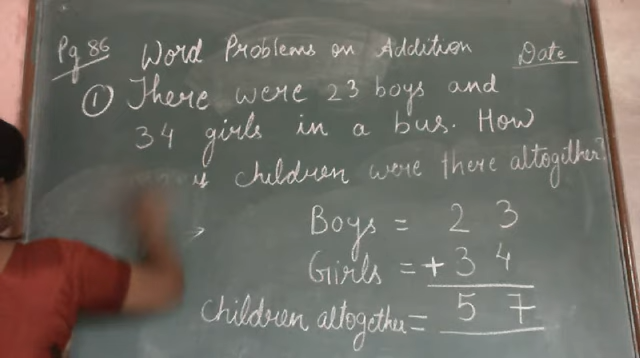 Pg 86 Word Problems on Addition Date
① There were 23 boys and
34 girls in a bus. How
children were there altogether?
→ Boys = 2 3
Girls = + 3 4
Children altogether = 5 7